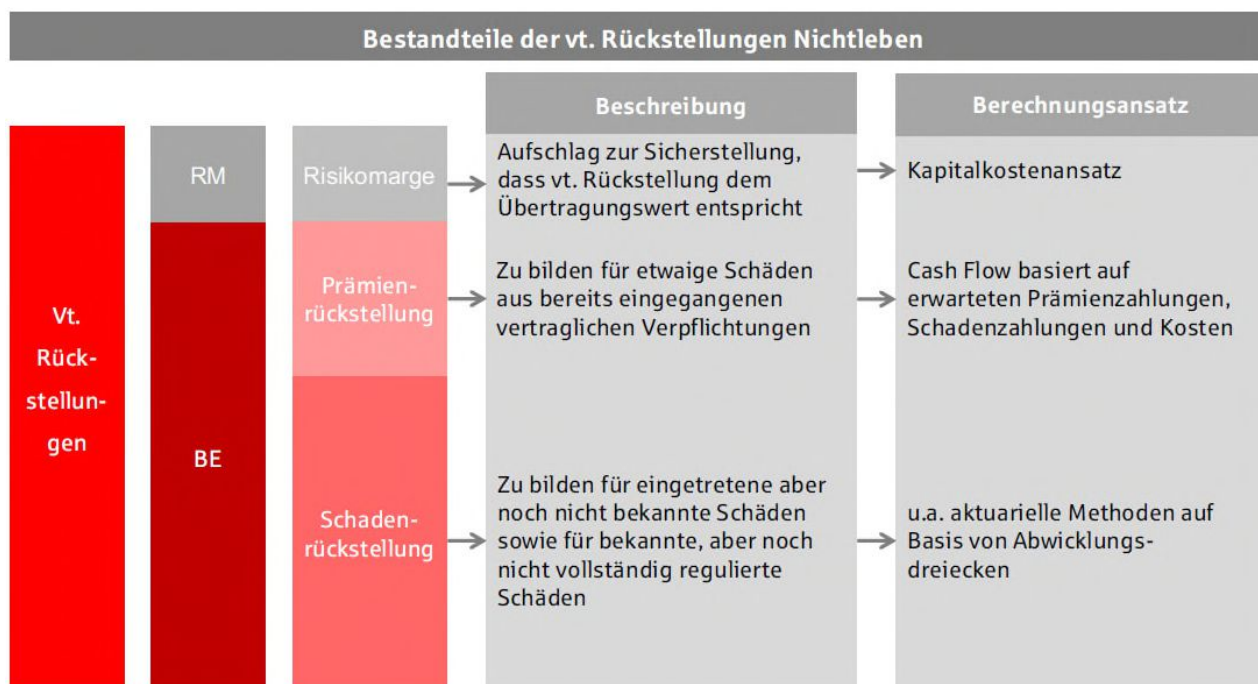 Bestandteile der vt. Rückstellungen Nichtleben
Beschreibung
Berechnungsansatz
Vt.
Rück-
stellun-
gen
RM
BE
Risikomarge
Aufschlag zur Sicherstellung,
dass vt. Rückstellung dem
Übertragungswert entspricht
Kapitalkostenansatz
Prämien-
rückstellung
Zu bilden für etwaige Schäden
aus bereits eingegangenen
vertraglichen Verpflichtungen
Cash Flow basiert auf
erwarteten Prämienzahlungen,
Schadenzahlungen und Kosten
Schaden-
rückstellung
Zu bilden für eingetretene aber
noch nicht bekannte Schäden
sowie für bekannte, aber noch
nicht vollständig regulierte
Schäden
u.a. aktuarielle Methoden auf
Basis von Abwicklungs-
dreiecken